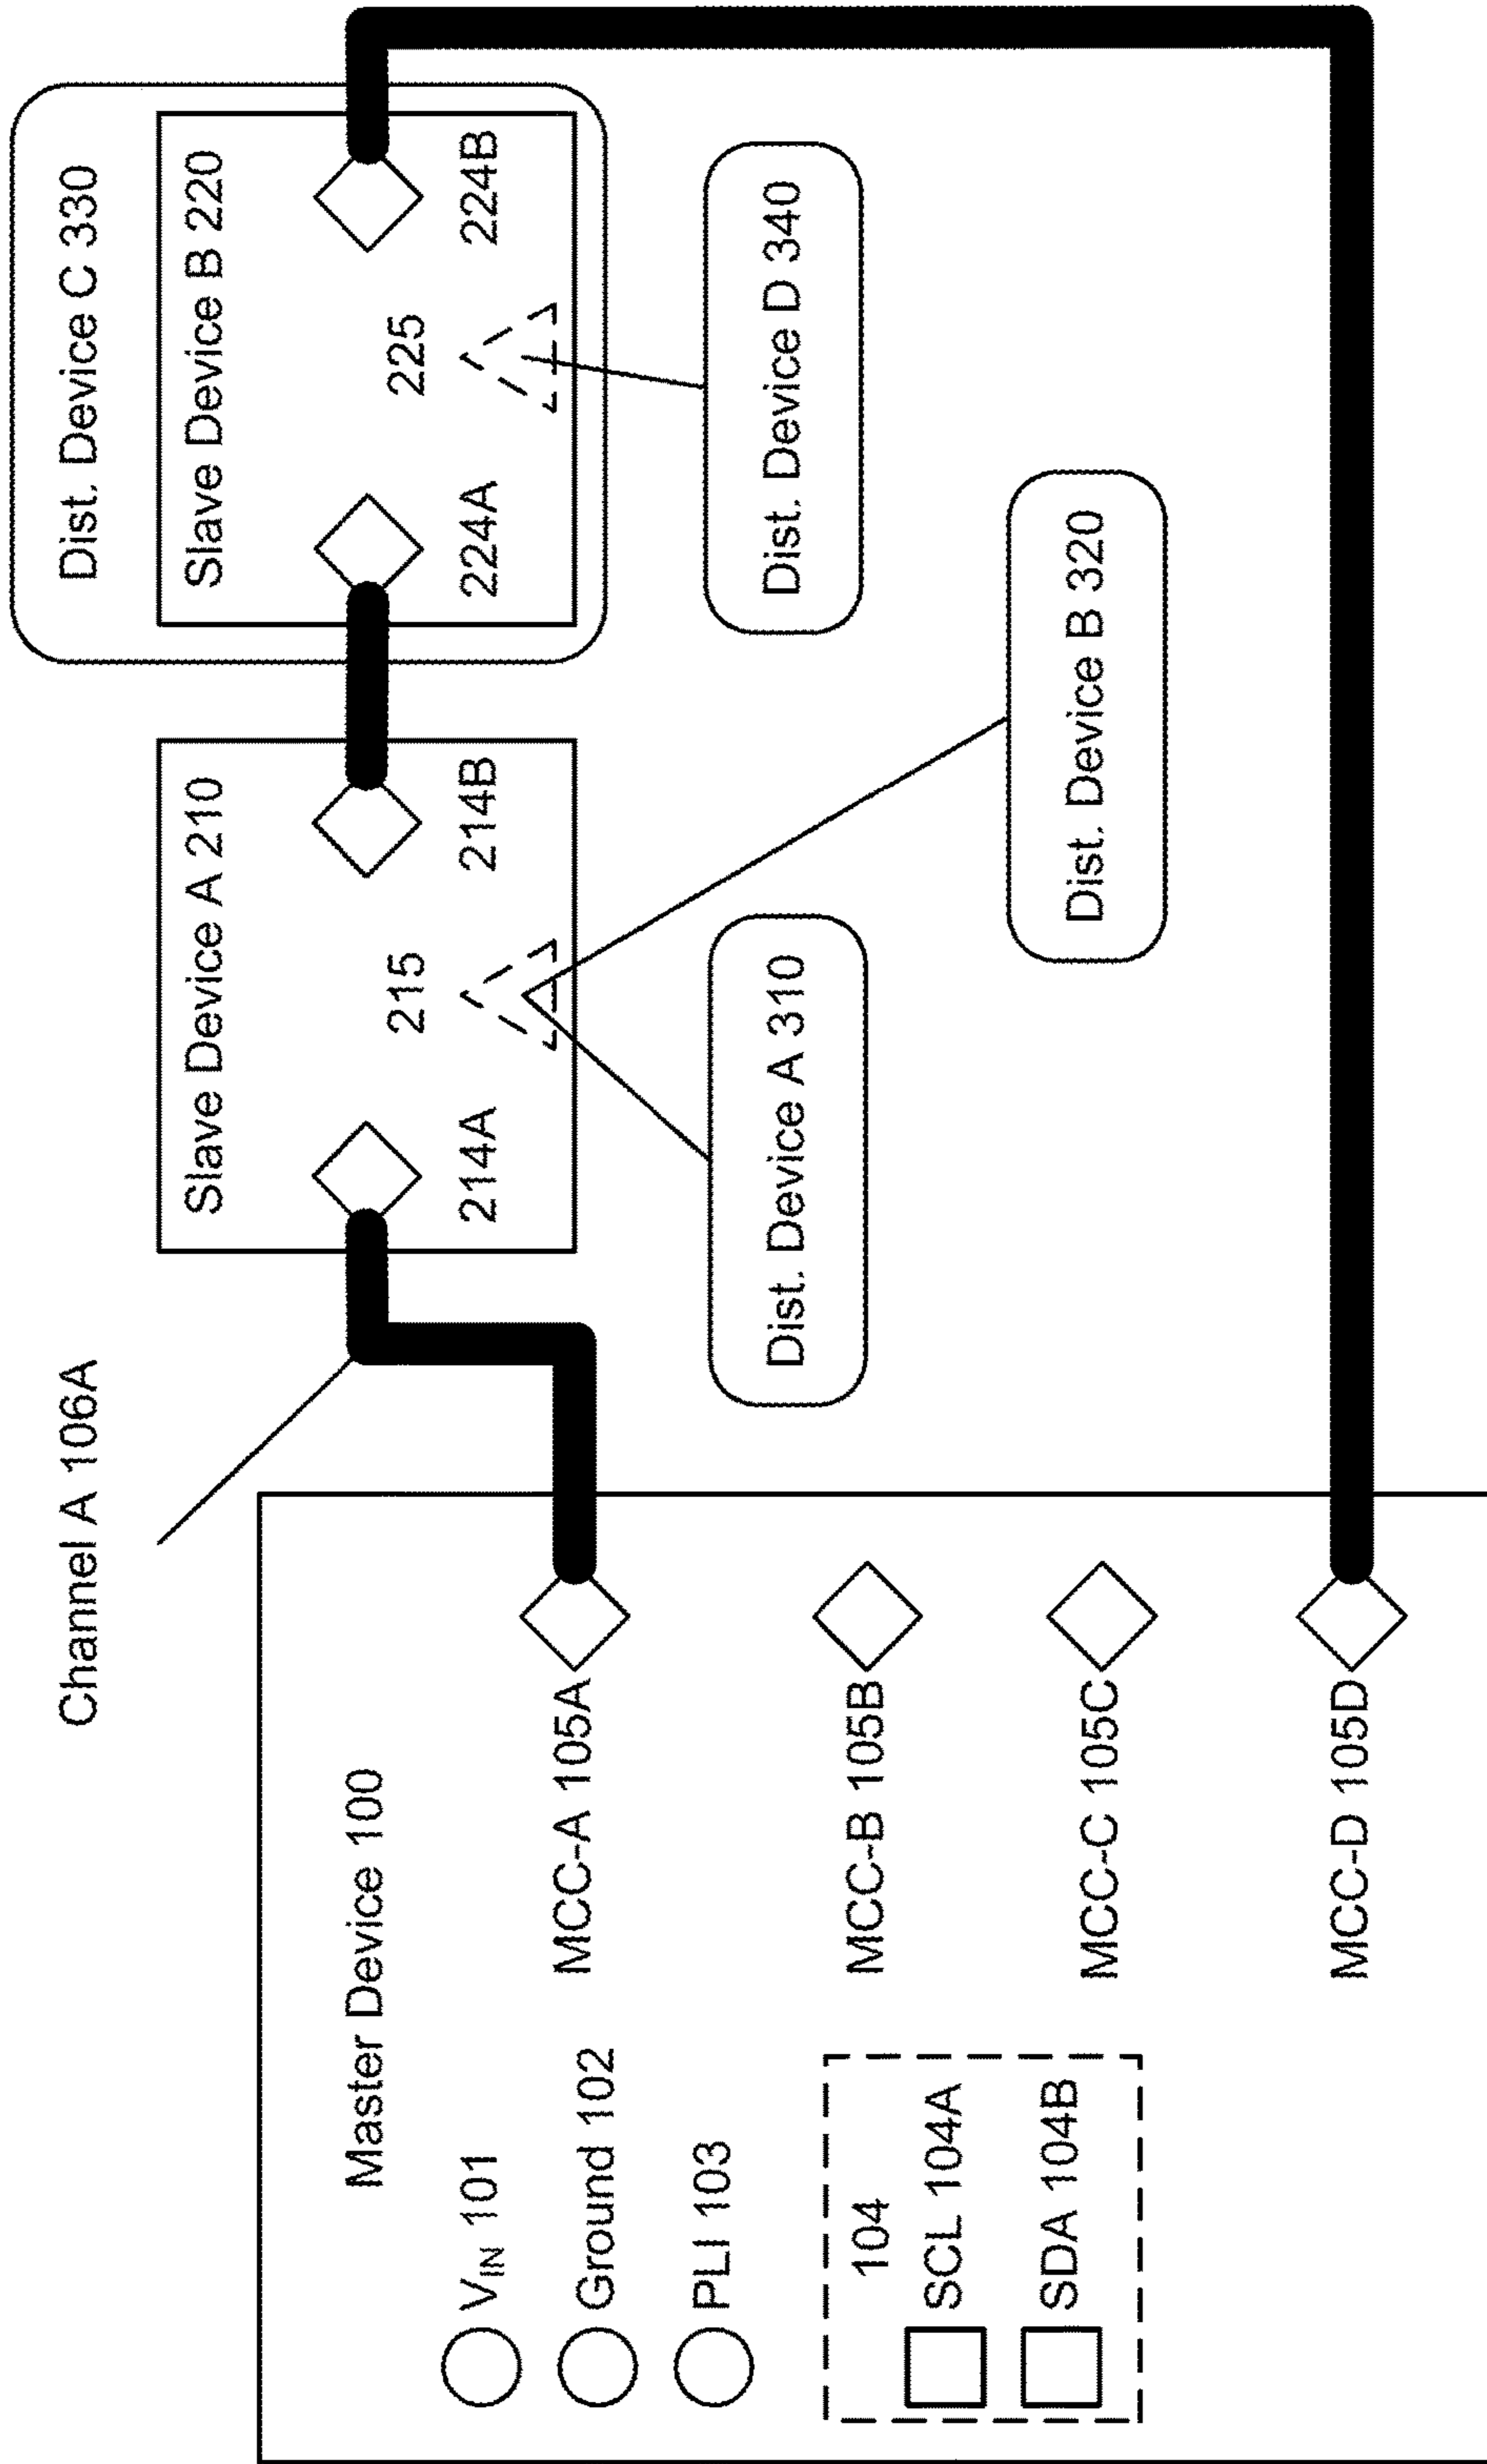 Channel A 106A
Dist. Device C 330
Slave Device A 210
Slave Device B 220
215
225
214A
214B
224A
224B
Master Device 100
V_IN 101
Ground 102
PLI 103
104
SCL 104A
SDA 104B
MCC-A 105A
MCC-B 105B
MCC-C 105C
MCC-D 105D
Dist. Device A 310
Dist. Device D 340
Dist. Device B 320